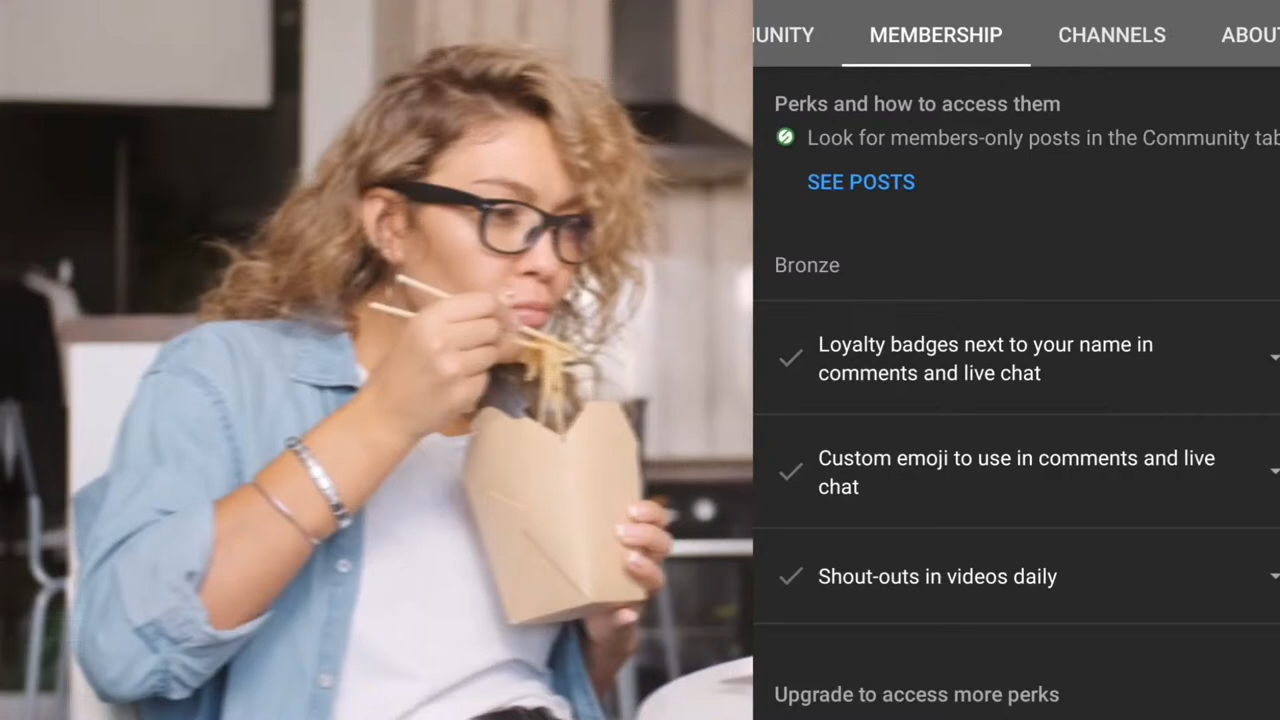 UNITY MEMBERSHIP CHANNELS ABOU
Perks and how to access them
Look for members-only posts in the Community tab
SEE POSTS
Bronze
Loyalty badges next to your name in
comments and live chat
Custom emoji to use in comments and live
chat
Shout-outs in videos daily
Upgrade to access more perks